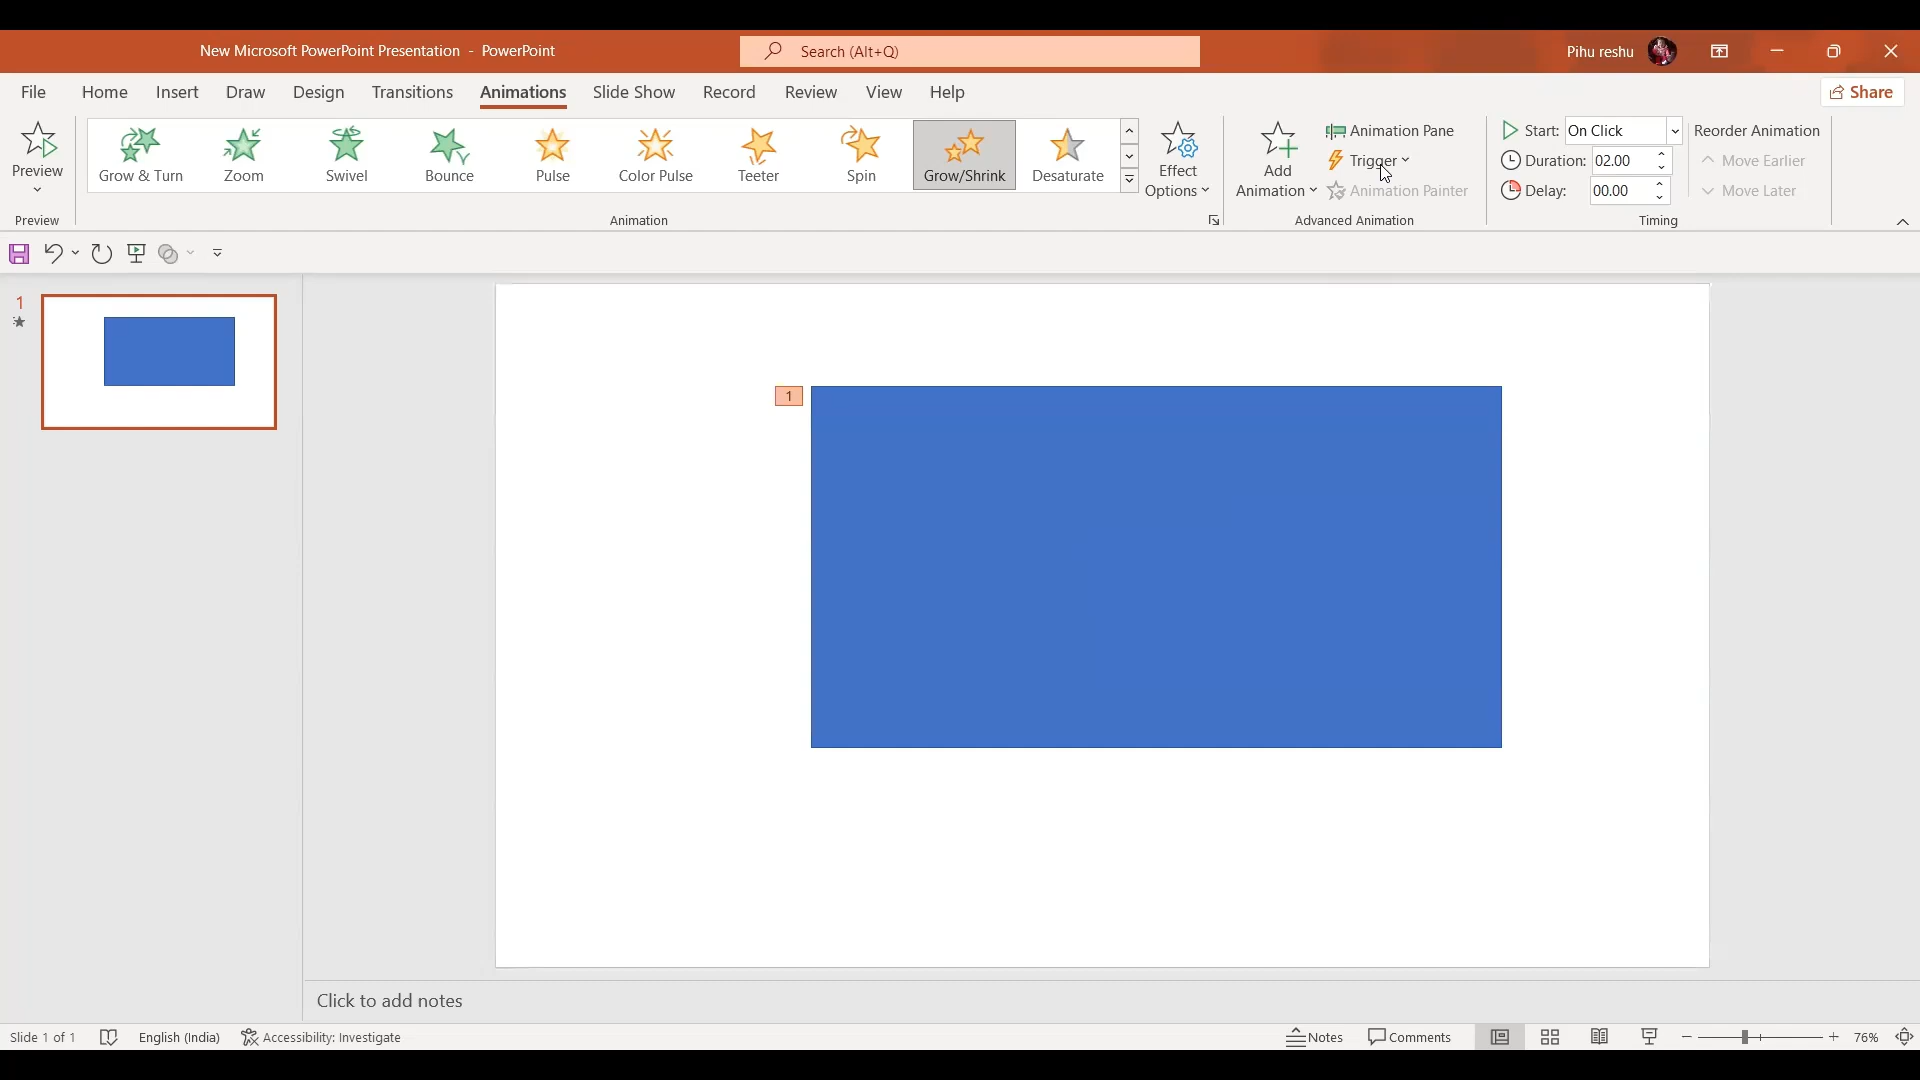 New Microsoft PowerPoint Presentation - PowerPoint
Search (Alt+Q)
Pihu reshu
File Home Insert Draw Design Transitions Animations Slide Show Record Review View Help
Share
Preview
Grow & Turn Zoom Swivel Bounce Pulse Color Pulse Teeter Spin Grow/Shrink Desaturate
Effect Options
Add Animation
Animation Pane
Trigger
Animation Painter
Start: On Click
Duration: 02.00
Delay: 00.00
Reorder Animation
Move Earlier
Move Later
Preview Animation Advanced Animation Timing
1
1
Click to add notes
Slide 1 of 1 English (India) Accessibility: Investigate Notes Comments 76%